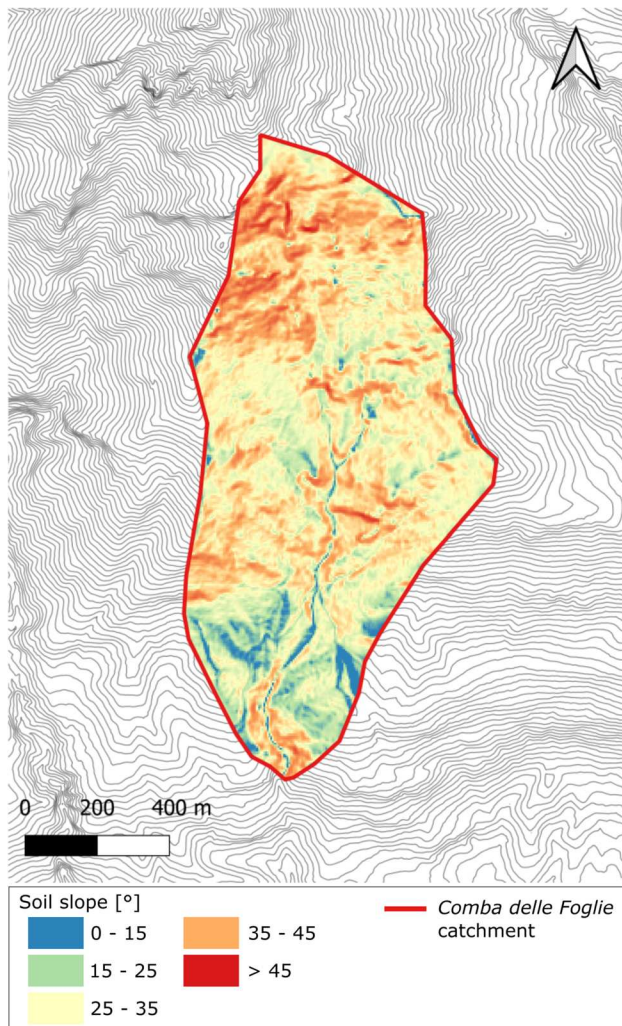 0 200 400 m
Soil slope [°]
0 - 15
15 - 25
25 - 35
35 - 45
> 45
Comba delle Foglie
catchment